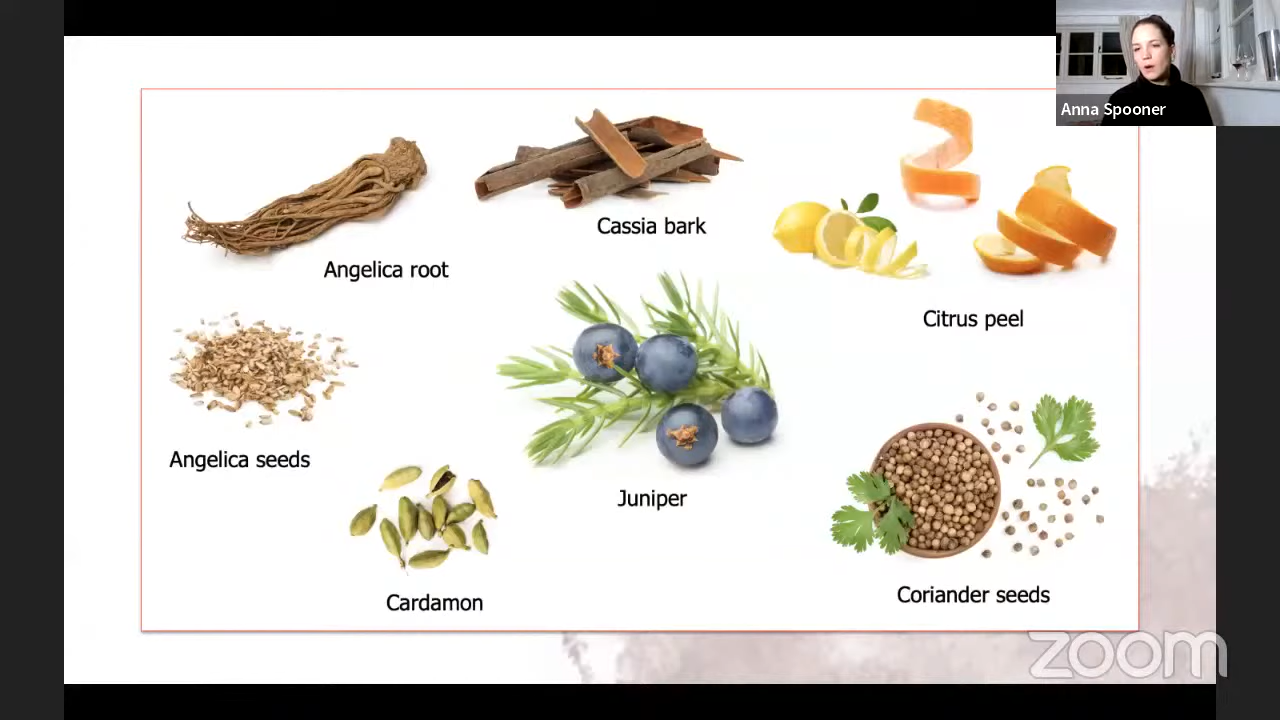 Anna Spooner
Cassia bark
Angelica root
Citrus peel
Angelica seeds
Juniper
Cardamon
Coriander seeds
zoom